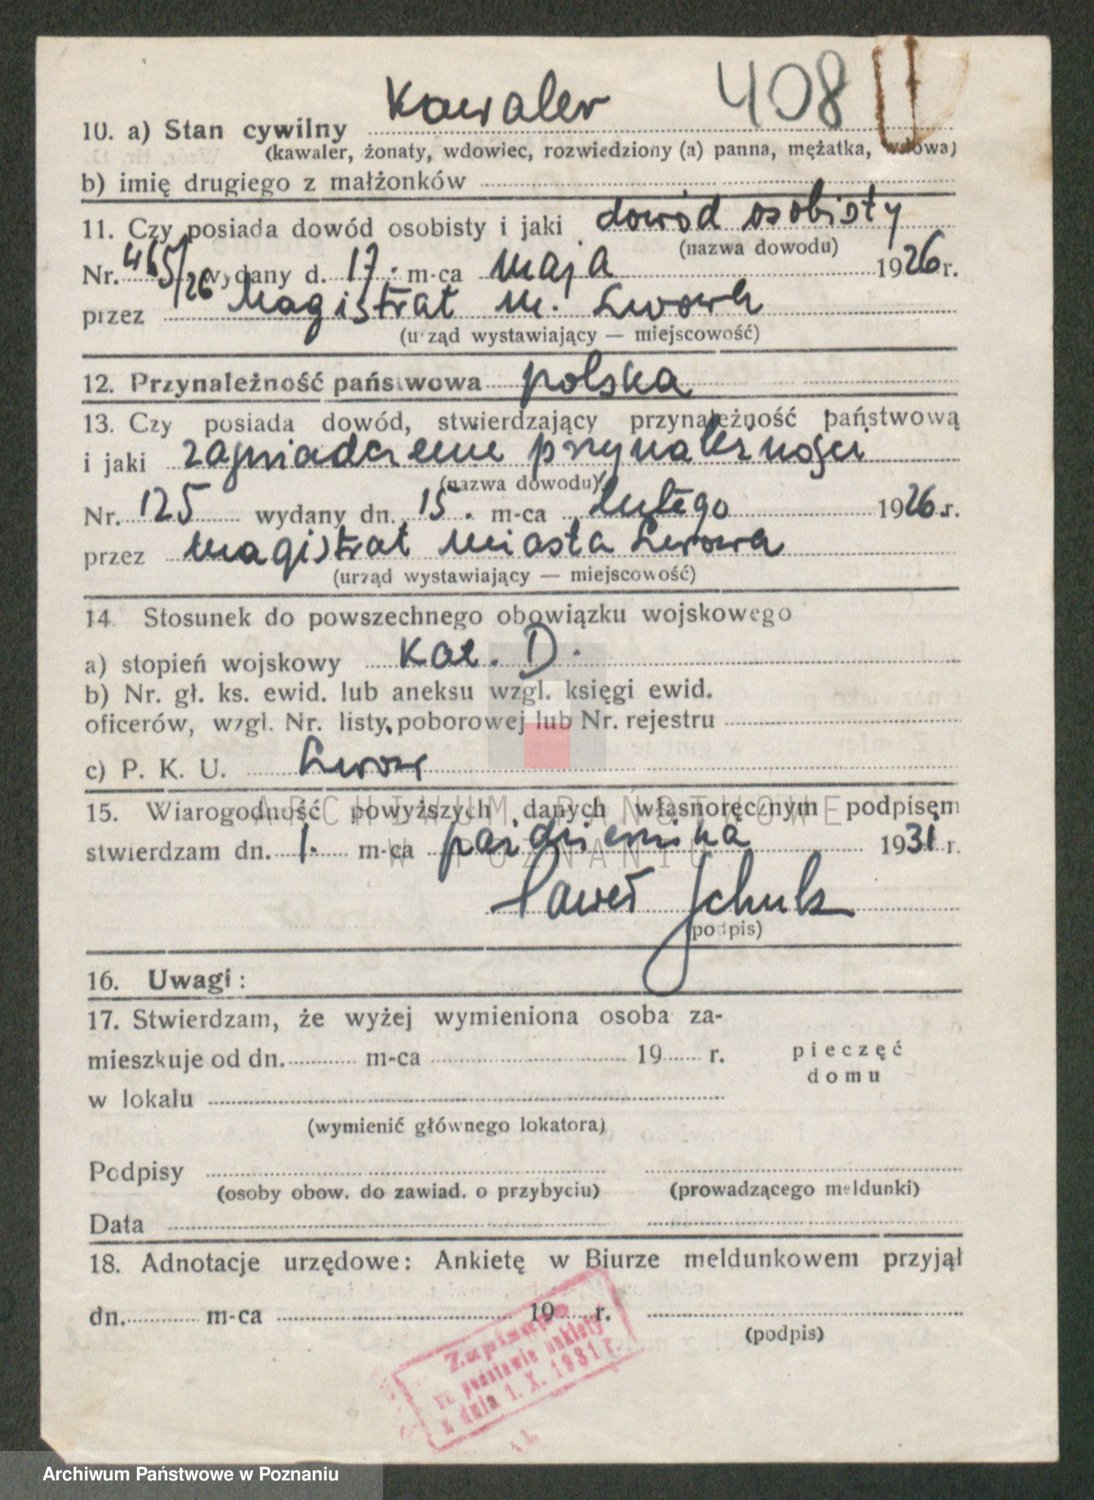 Kawaler 408
10. a) Stan cywilny
(kawaler, żonaty, wdowiec, rozwiedziony (a) panna, mężatka, wdowa)
b) imię drugiego z małżonków
11. Czy posiada dowód osobisty i jaki dowód osobisty
(nazwa dowodu)
Nr. 465/26 wydany d. 17. m-ca maja 1926 r.
przez Magistrat m. Lwowa
(urząd wystawiający — miejscowość)
12. Przynależność państwowa polska
13. Czy posiada dowód, stwierdzający przynależność państwową
i jaki zaświadczenie przynależności
(nazwa dowodu)
Nr. 125 wydany dn. 15. m-ca lutego 1926. r.
przez Magistrat miasta Lwowa
(urząd wystawiający — miejscowość)
14. Stosunek do powszechnego obowiązku wojskowego
a) stopień wojskowy Kat. D.
b) Nr. gł. ks. ewid. lub aneksu wzgl. księgi ewid.
oficerów, wzgl. Nr. listy poborowej lub Nr. rejestru
c) P. K. U. Lwów
15. Wiarogodność powyższych danych własnoręcznym podpisem
ARCHIWUM PAŃSTWOWE
stwierdzam dn. 1. m-ca października 1931 r.
W POZNANIU
Paweł Schulz
(podpis)
16. Uwagi:
17. Stwierdzam, że wyżej wymieniona osoba za-
mieszkuje od dn. m-ca 19 r.
pieczęć
domu
w lokalu
(wymienić głównego lokatora)
Podpisy
(osoby obow. do zawiad. o przybyciu) (prowadzącego meldunki)
Data
18. Adnotacje urzędowe: Ankietę w Biurze meldunkowem przyjął
dn. m-ca 19 r.
(podpis)
na podstawie ankiety
z dnia 1. X. 1931 r.
Archiwum Państwowe w Poznaniu